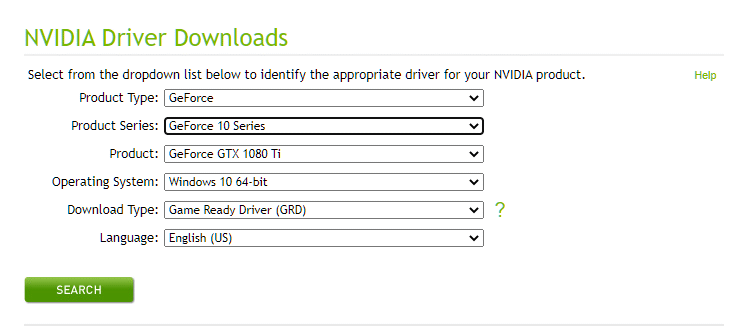 NVIDIA Driver Downloads
Select from the dropdown list below to identify the appropriate driver for your NVIDIA product.
Help
Product Type: GeForce
Product Series: GeForce 10 Series
Product: GeForce GTX 1080 Ti
Operating System: Windows 10 64-bit
Download Type: Game Ready Driver (GRD) ?
Language: English (US)
SEARCH